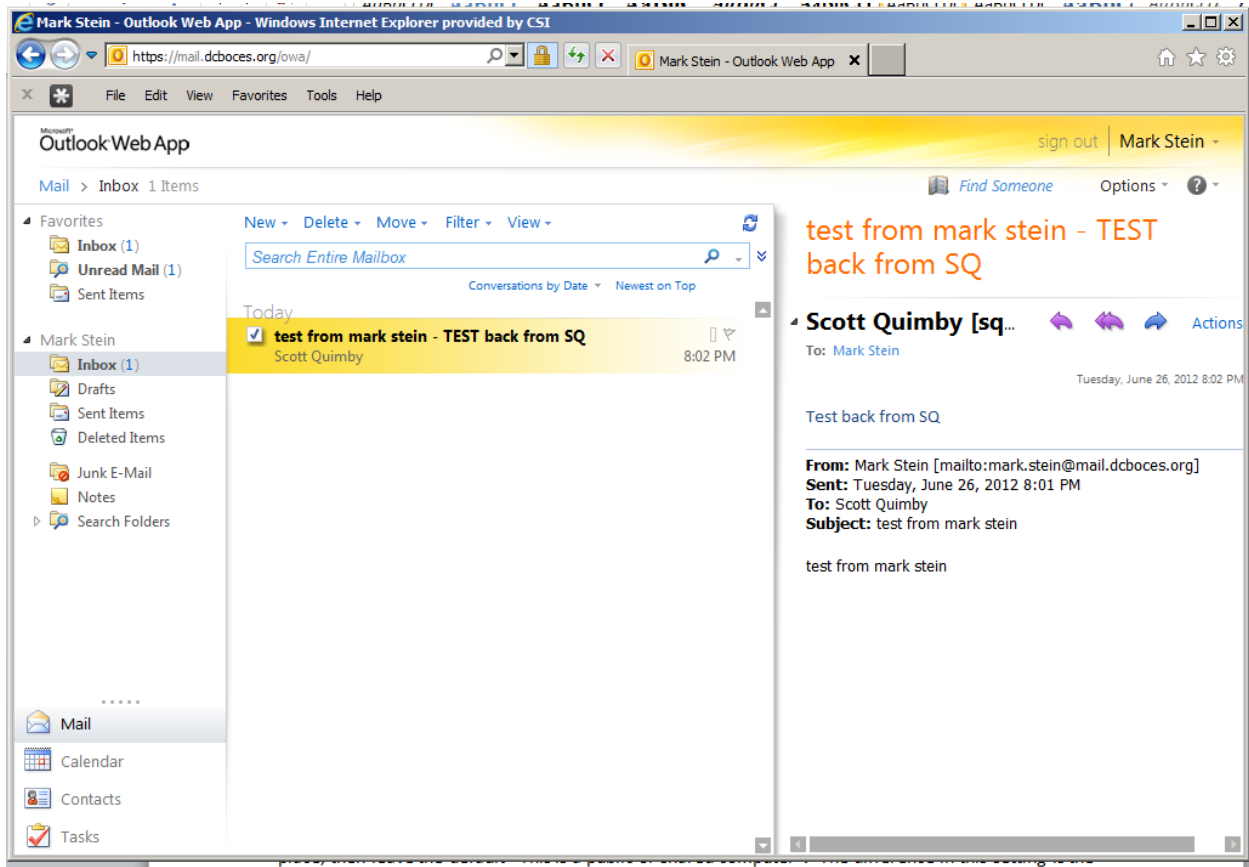 Mark Stein - Outlook Web App - Windows Internet Explorer provided by CSI
https://mail.dcboces.org/owa/
Mark Stein - Outlook Web App
File Edit View Favorites Tools Help
Microsoft
Outlook Web App
sign out Mark Stein
Mail > Inbox 1 Items
Find Someone Options
Favorites
Inbox (1)
Unread Mail (1)
Sent Items
Mark Stein
Inbox (1)
Drafts
Sent Items
Deleted Items
Junk E-Mail
Notes
Search Folders
Mail
Calendar
Contacts
Tasks
New Delete Move Filter View
Search Entire Mailbox
Conversations by Date Newest on Top
Today
test from mark stein - TEST back from SQ
Scott Quimby 8:02 PM
test from mark stein - TEST
back from SQ
Scott Quimby [sq... Actions
To: Mark Stein
Tuesday, June 26, 2012 8:02 PM
Test back from SQ
From: Mark Stein [mailto:mark.stein@mail.dcboces.org]
Sent: Tuesday, June 26, 2012 8:01 PM
To: Scott Quimby
Subject: test from mark stein
test from mark stein